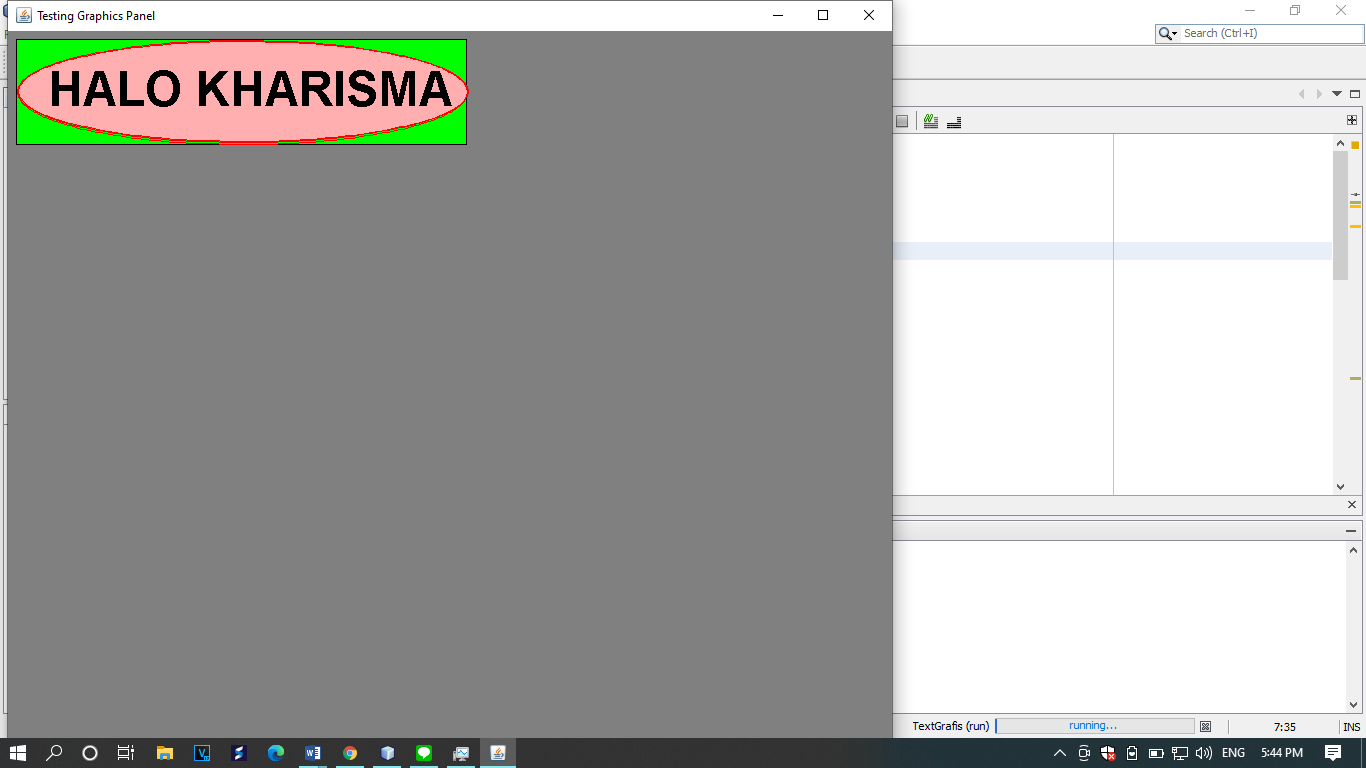 Testing Graphics Panel
Search (Ctrl+I)
HALO KHARISMA
TextGrafis (run)
running...
7:35
INS
ENG
5:44 PM